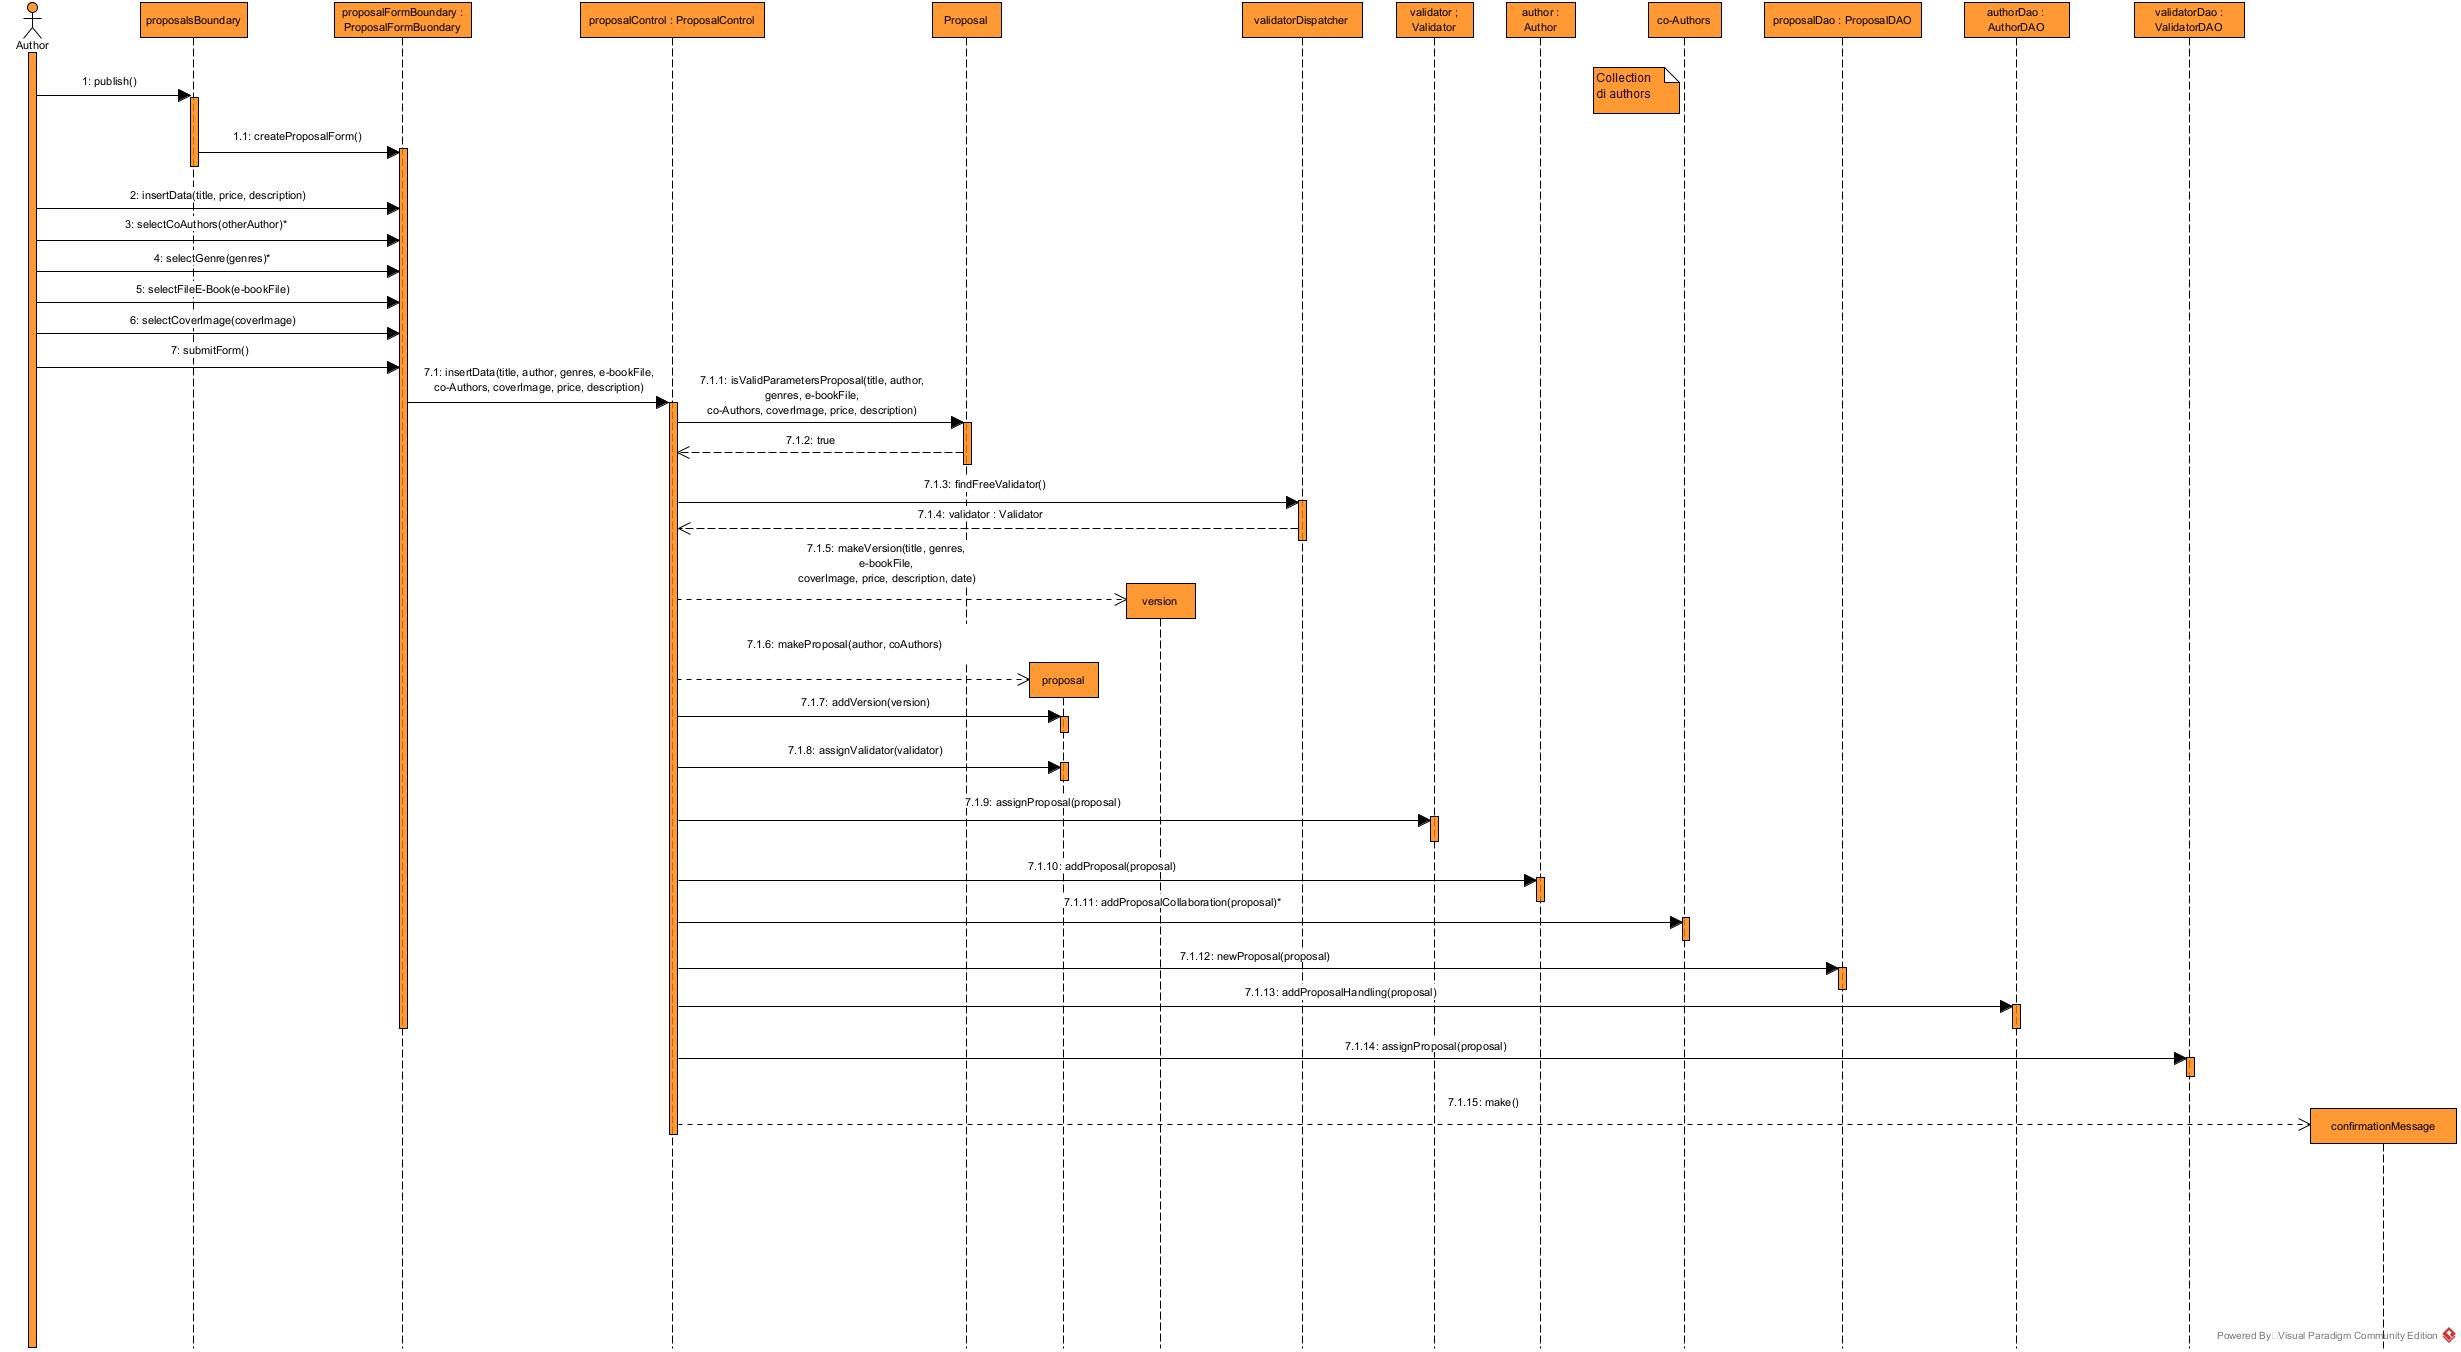 Author
proposalsBoundary
proposalFormBoundary :
ProposalFormBuondary
proposalControl : ProposalControl
Proposal
validatorDispatcher
validator ;
Validator
author :
Author
co-Authors
proposalDao : ProposalDAO
authorDao :
AuthorDAO
validatorDao :
ValidatorDAO
Collection
di authors
1: publish()
1.1: createProposalForm()
2: insertData(title, price, description)
3: selectCoAuthors(otherAuthor)*
4: selectGenre(genres)*
5: selectFileE-Book(e-bookFile)
6: selectCoverImage(coverImage)
7: submitForm()
7.1: insertData(title, author, genres, e-bookFile,
co-Authors, coverImage, price, description)
7.1.1: isValidParametersProposal(title, author,
genres, e-bookFile,
co-Authors, coverImage, price, description)
7.1.2: true
7.1.3: findFreeValidator()
7.1.4: validator : Validator
7.1.5: makeVersion(title, genres,
e-bookFile,
coverImage, price, description, date)
version
7.1.6: makeProposal(author, coAuthors)
proposal
7.1.7: addVersion(version)
7.1.8: assignValidator(validator)
7.1.9: assignProposal(proposal)
7.1.10: addProposal(proposal)
7.1.11: addProposalCollaboration(proposal)*
7.1.12: newProposal(proposal)
7.1.13: addProposalHandling(proposal)
7.1.14: assignProposal(proposal)
7.1.15: make()
confirmationMessage
Powered By Visual Paradigm Community Edition